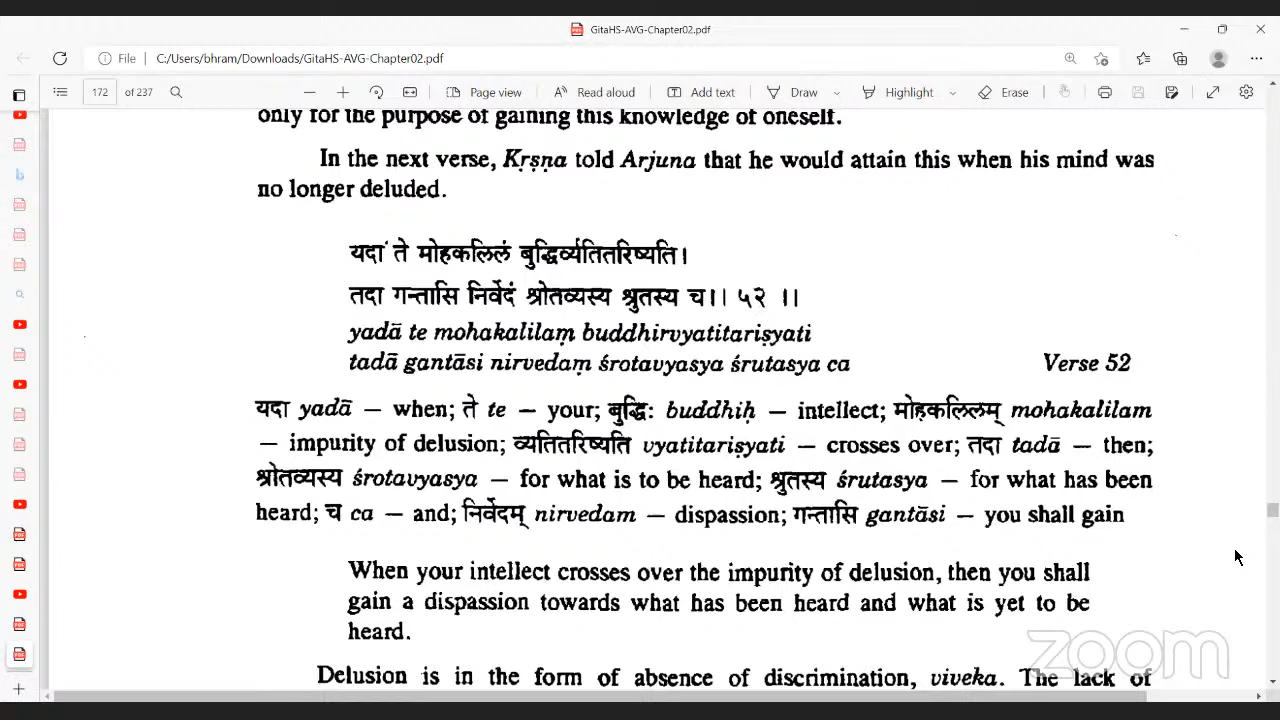 GitaHS-AVG-Chapter02.pdf
File C:/Users/bhram/Downloads/GitaHS-AVG-Chapter02.pdf
172 of 237 Page view Read aloud Add text Draw Highlight Erase
only for the purpose of gaining this knowledge of oneself.
In the next verse, Kṛṣṇa told Arjuna that he would attain this when his mind was
no longer deluded.
यदा ते मोहकलिलं बुद्धिर्व्यतितरिष्यति।
तदा गन्तासि निर्वेदं श्रोतव्यस्य श्रुतस्य च।। ५२ ।।
yadā te mohakalilaṃ buddhirvyatitariṣyati
tadā gantāsi nirvedaṃ śrotavyasya śrutasya ca Verse 52
यदा yadā – when; ते te – your; बुद्धिः buddhiḥ – intellect; मोहकलिलम् mohakalilam
– impurity of delusion; व्यतितरिष्यति vyatitariṣyati – crosses over; तदा tadā – then;
श्रोतव्यस्य śrotavyasya – for what is to be heard; श्रुतस्य śrutasya – for what has been
heard; च ca – and; निर्वेदम् nirvedam – dispassion; गन्तासि gantāsi – you shall gain
When your intellect crosses over the impurity of delusion, then you shall
gain a dispassion towards what has been heard and what is yet to be
heard.
Delusion is in the form of absence of discrimination, viveka. The lack of
zoom